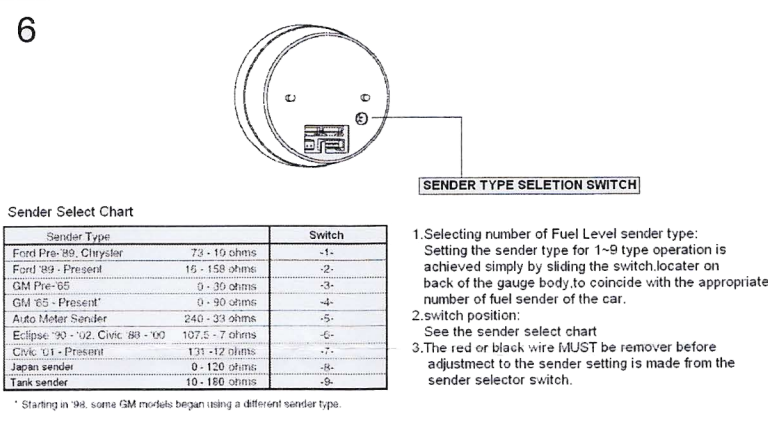 6
SENDER TYPE SELETION SWITCH
Sender Select Chart
Sender Type Switch
Ford Pre-'89, Chrysler 73 - 10 ohms -1-
Ford '89 - Present 16 - 158 ohms -2-
GM Pre-'65 0 - 30 ohms -3-
GM '65 - Present* 0 - 90 ohms -4-
Auto Meter Sender 240 - 33 ohms -5-
Eclipse '90 - '02, Civic '88 - '00 107.5 - 7 ohms -6-
Civic '01 - Present 131 -12 ohms -7-
Japan sender 0 - 120 ohms -8-
Tank sender 10 - 180 ohms -9-
* Starting in '98, some GM models began using a different sender type.
1.Selecting number of Fuel Level sender type:
Setting the sender type for 1~9 type operation is
achieved simply by sliding the switch.locater on
back of the gauge body,to coincide with the appropriate
number of fuel sender of the car.
2.switch position:
See the sender select chart
3.The red or black wire MUST be remover before
adjustmect to the sender setting is made from the
sender selector switch.